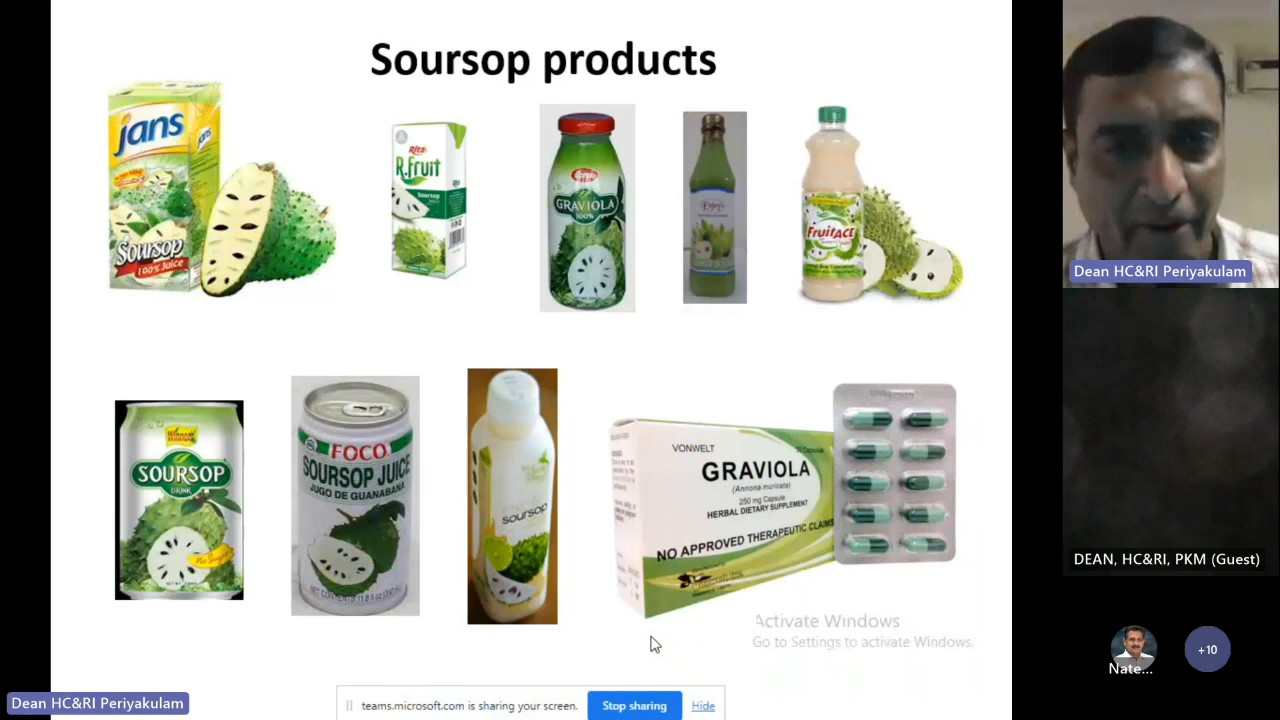 Soursop products
jans
jans
Soursop
100% Juice
Rita
R.fruit
Soursop
GRAVIOLA
100%
FruitACE
SOURSOP
DRINK
FOCO
SOURSOP JUICE
JUGO DE GUANABANA
soursop
VONWELT
Capsules
GRAVIOLA
(Annona muricata)
250 mg Capsule
HERBAL DIETARY SUPPLEMENT
NO APPROVED THERAPEUTIC CLAIMS
Activate Windows
Go to Settings to activate Windows.
teams.microsoft.com is sharing your screen.
Stop sharing
Hide
Dean HC&RI Periyakulam
Dean HC&RI Periyakulam
DEAN, HC&RI, PKM (Guest)
Nate...
+10